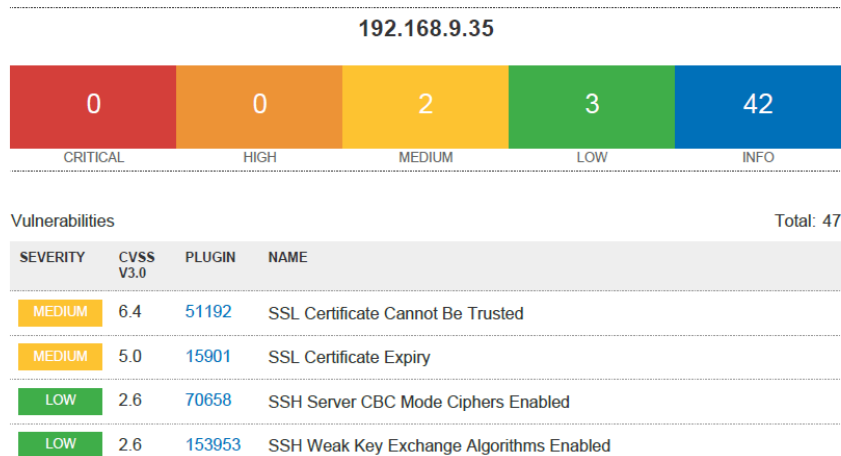 192.168.9.35
0 0 2 3 42
CRITICAL HIGH MEDIUM LOW INFO
Vulnerabilities Total: 47
SEVERITY CVSS V3.0 PLUGIN NAME
MEDIUM 6.4 51192 SSL Certificate Cannot Be Trusted
MEDIUM 5.0 15901 SSL Certificate Expiry
LOW 2.6 70658 SSH Server CBC Mode Ciphers Enabled
LOW 2.6 153953 SSH Weak Key Exchange Algorithms Enabled